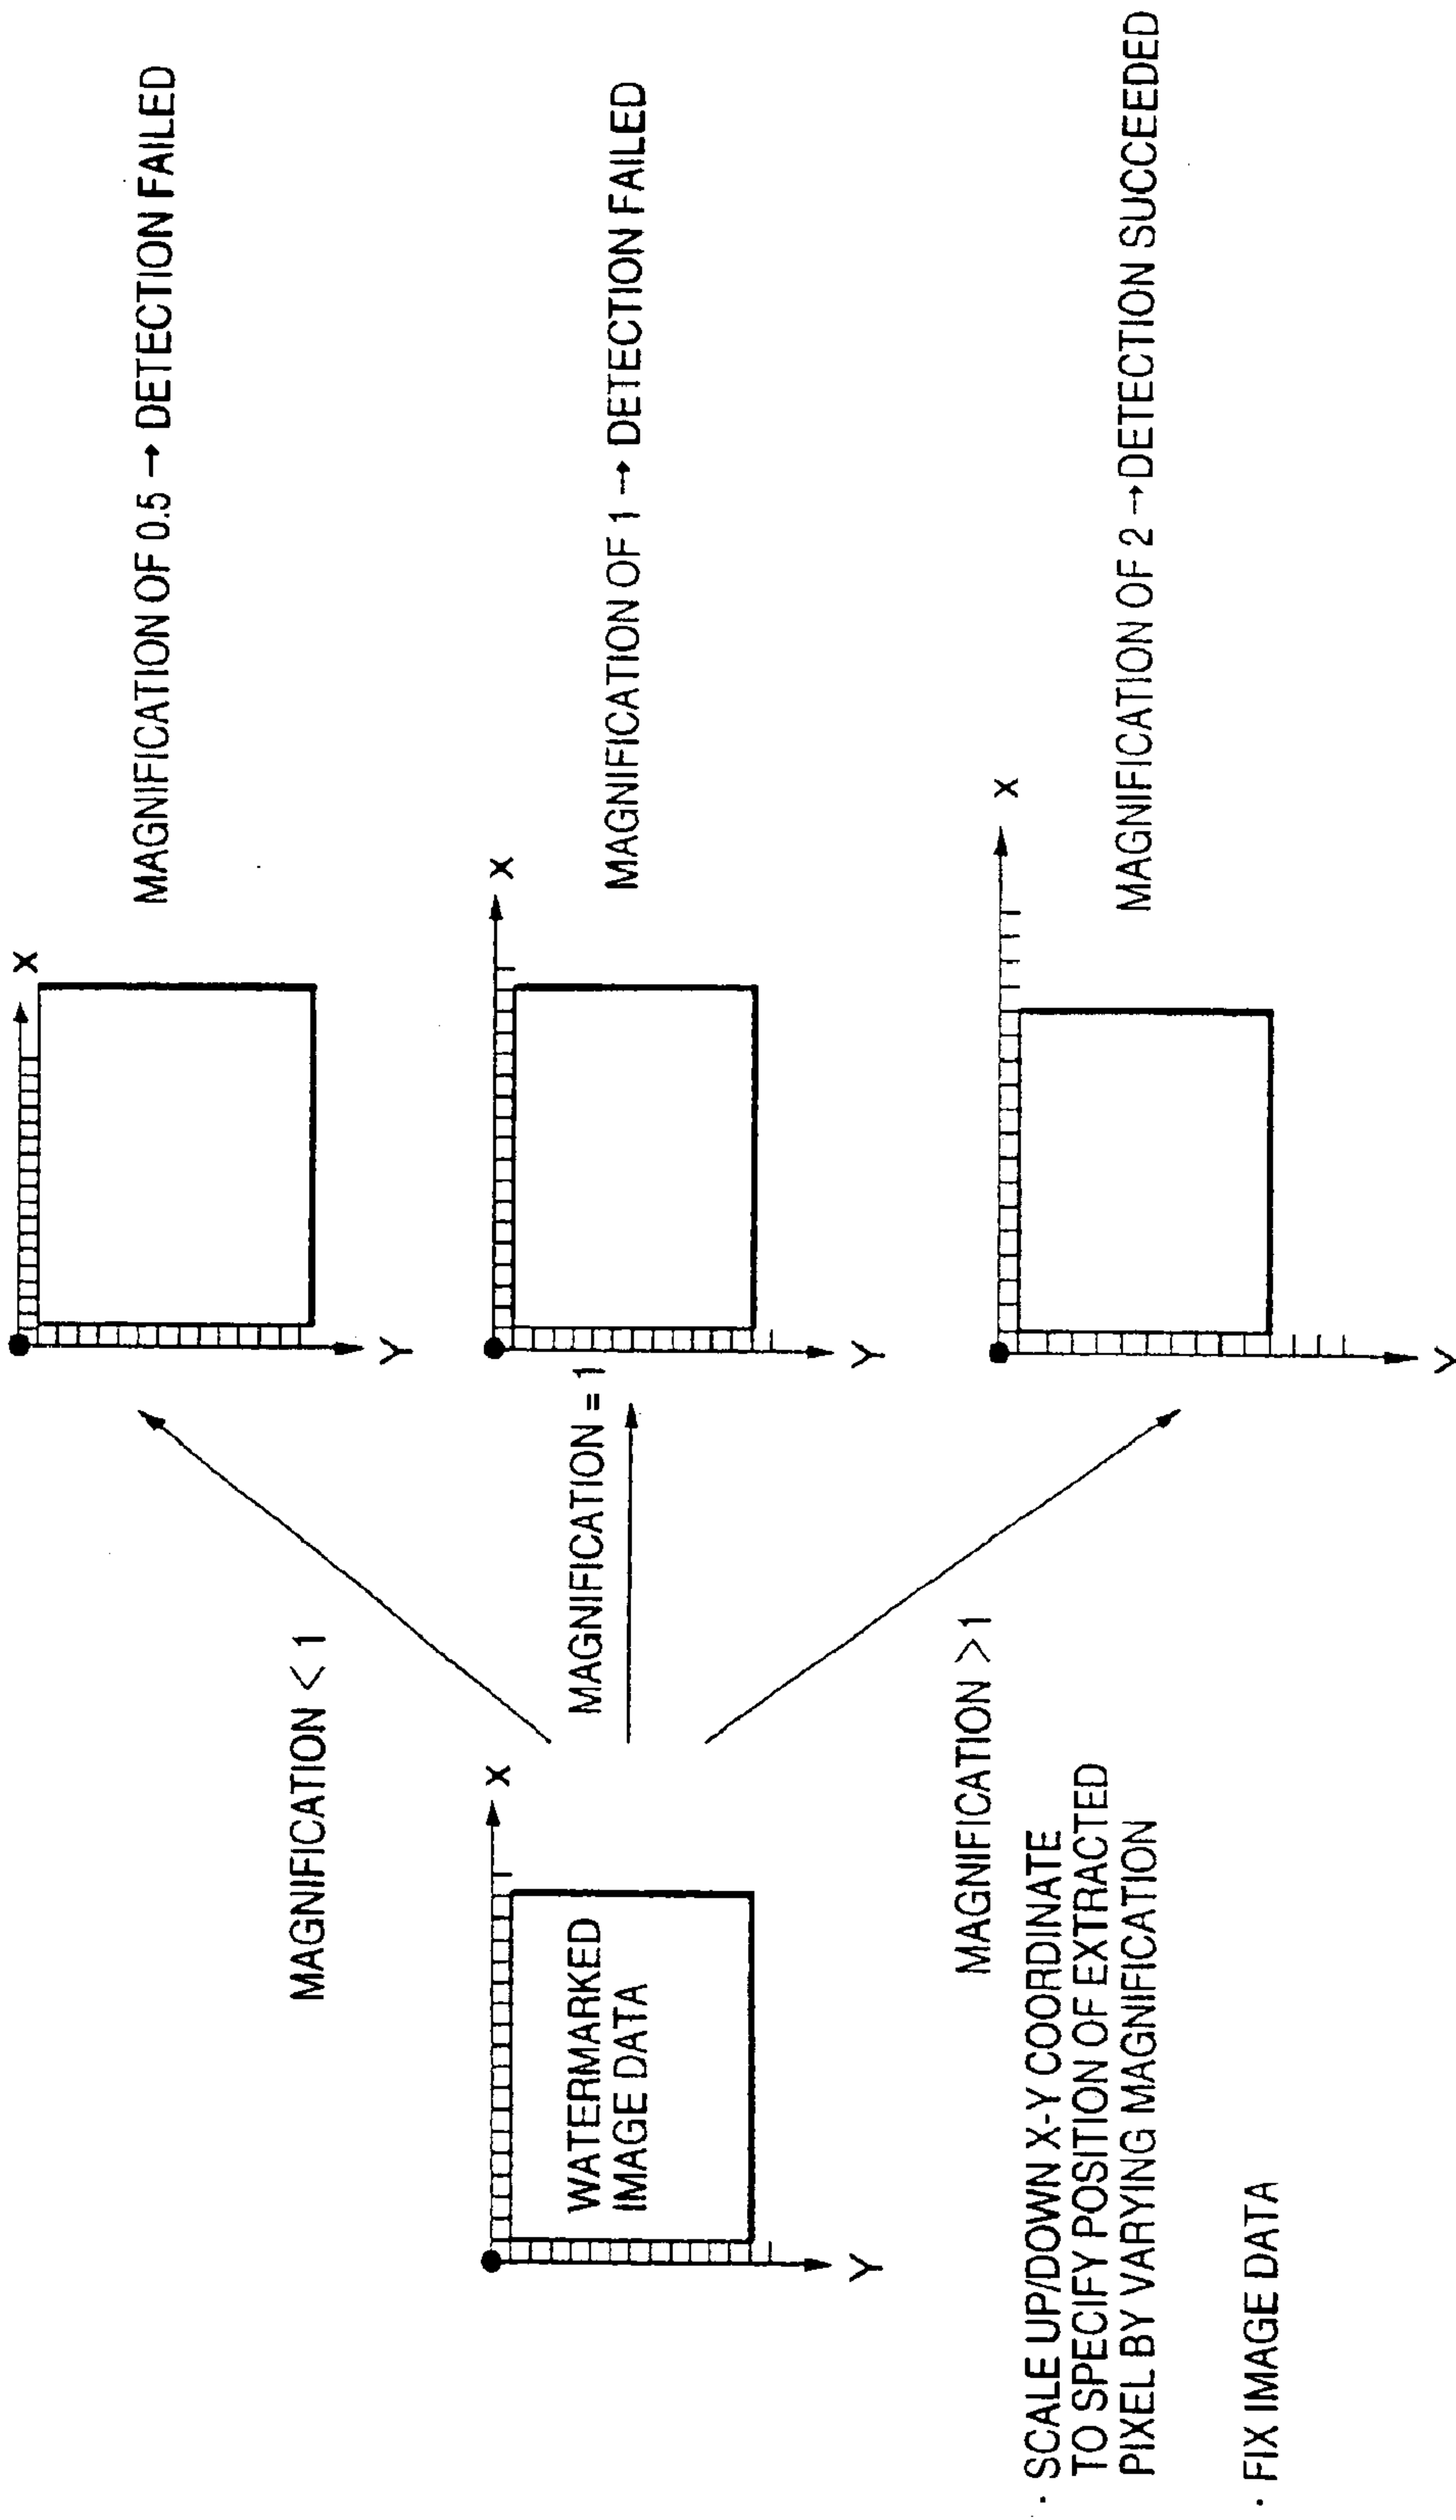 MAGNIFICATION < 1
X
Y
MAGNIFICATION OF 0.5 → DETECTION FAILED
X
Y
WATERMARKED
IMAGE DATA
MAGNIFICATION = 1
X
Y
MAGNIFICATION OF 1 → DETECTION FAILED
MAGNIFICATION >1
X
Y
MAGNIFICATION OF 2 → DETECTION SUCCEEDED
· SCALE UP/DOWN X-Y COORDINATE
TO SPECIFY POSITION OF EXTRACTED
PIXEL BY VARYING MAGNIFICATION
· FIX IMAGE DATA